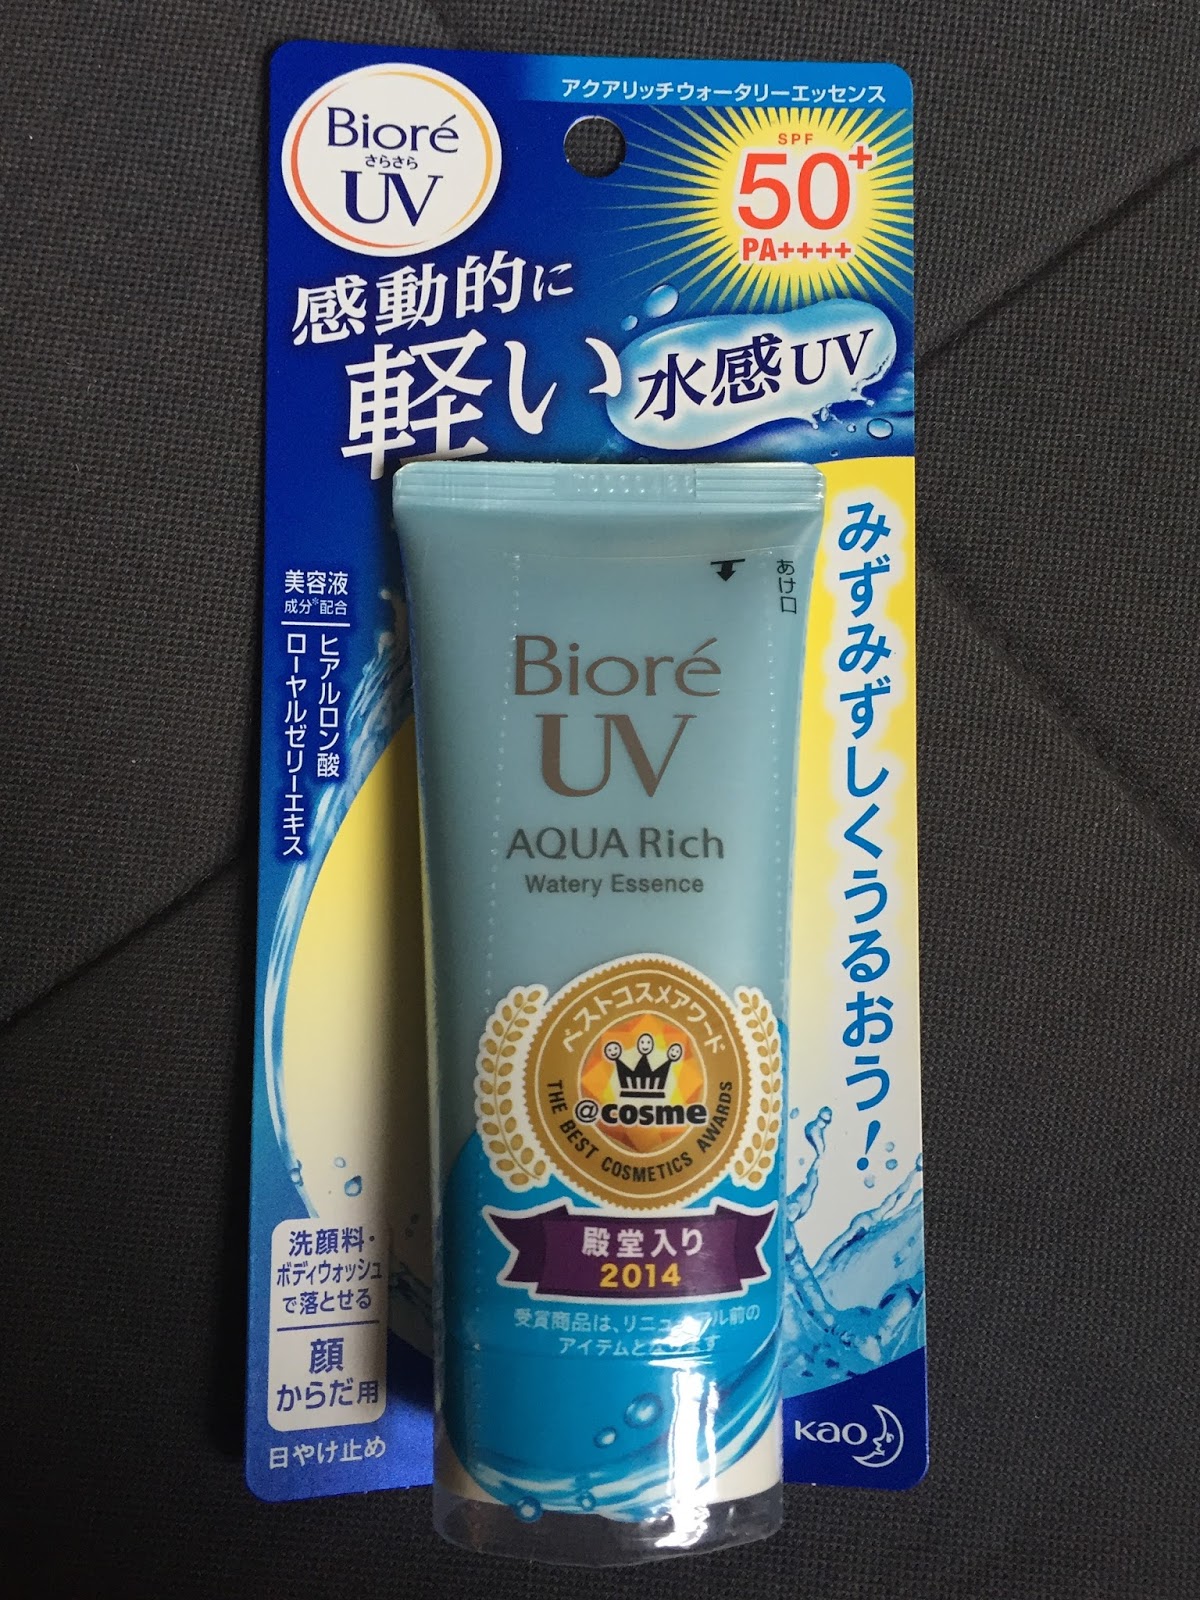 アクアリッチウォータリーエッセンス
Bioré
さらさら
UV
SPF
50+
PA++++
感動的に
軽い
水感UV
みずみずしくうるおう！
美容液
成分*配合
ヒアルロン酸
ローヤルゼリーエキス
あけ口
Bioré
UV
AQUA Rich
Watery Essence
ベストコスメアワード
@cosme
THE BEST COSMETICS AWARDS
殿堂入り
2014
受賞商品は、リニューアル前の
アイテムとなります
洗顔料・
ボディウォッシュ
で落とせる
顔
からだ用
日やけ止め
Kao